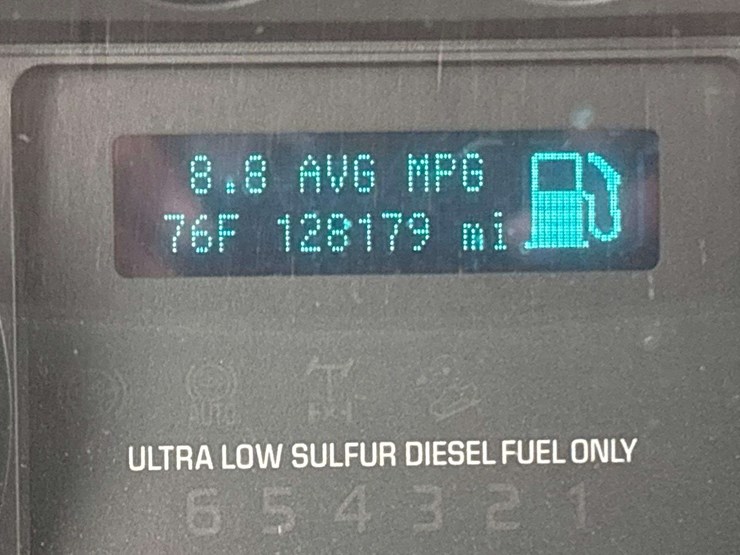 8.8 AVG MPG
76F 128179 mi
AUTO
ULTRA LOW SULFUR DIESEL FUEL ONLY
6 5 4 3 2 1